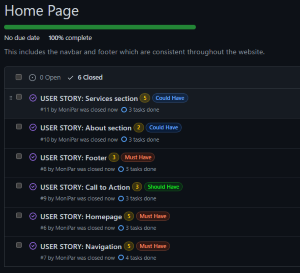 Home Page
No due date 100% complete
This includes the navbar and footer which are consistent throughout the website.
0 Open ✓ 6 Closed
USER STORY: Services section 5 Could Have
#11 by MoniPar was closed now 3 tasks done
USER STORY: About section 2 Could Have
#10 by MoniPar was closed now 3 tasks done
USER STORY: Footer 3 Must Have
#8 by MoniPar was closed now 3 tasks done
USER STORY: Call to Action 3 Should Have
#9 by MoniPar was closed now 3 tasks done
USER STORY: Homepage 5 Must Have
#6 by MoniPar was closed now 3 tasks done
USER STORY: Navigation 5 Must Have
#7 by MoniPar was closed now 4 tasks done